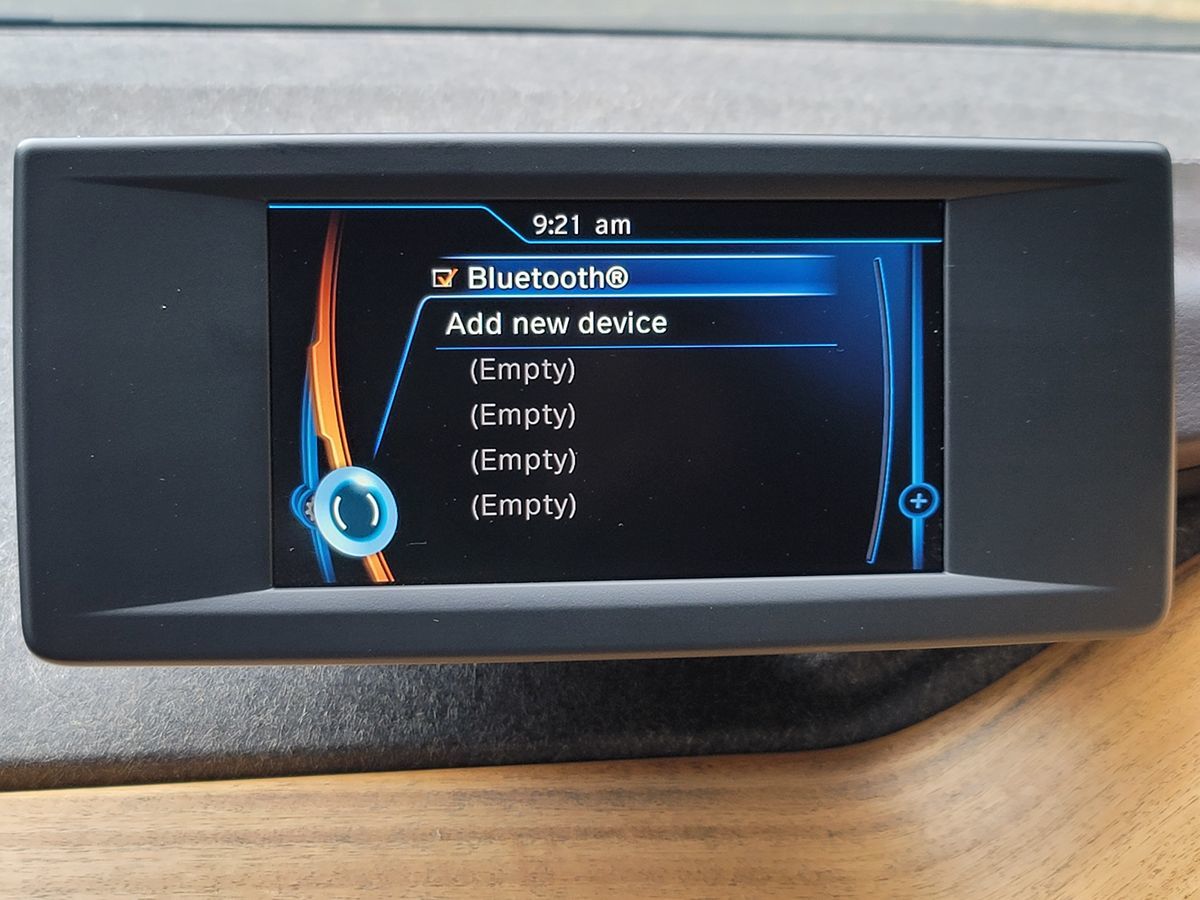 9:21 am
Bluetooth®
Add new device
(Empty)
(Empty)
(Empty)
(Empty)